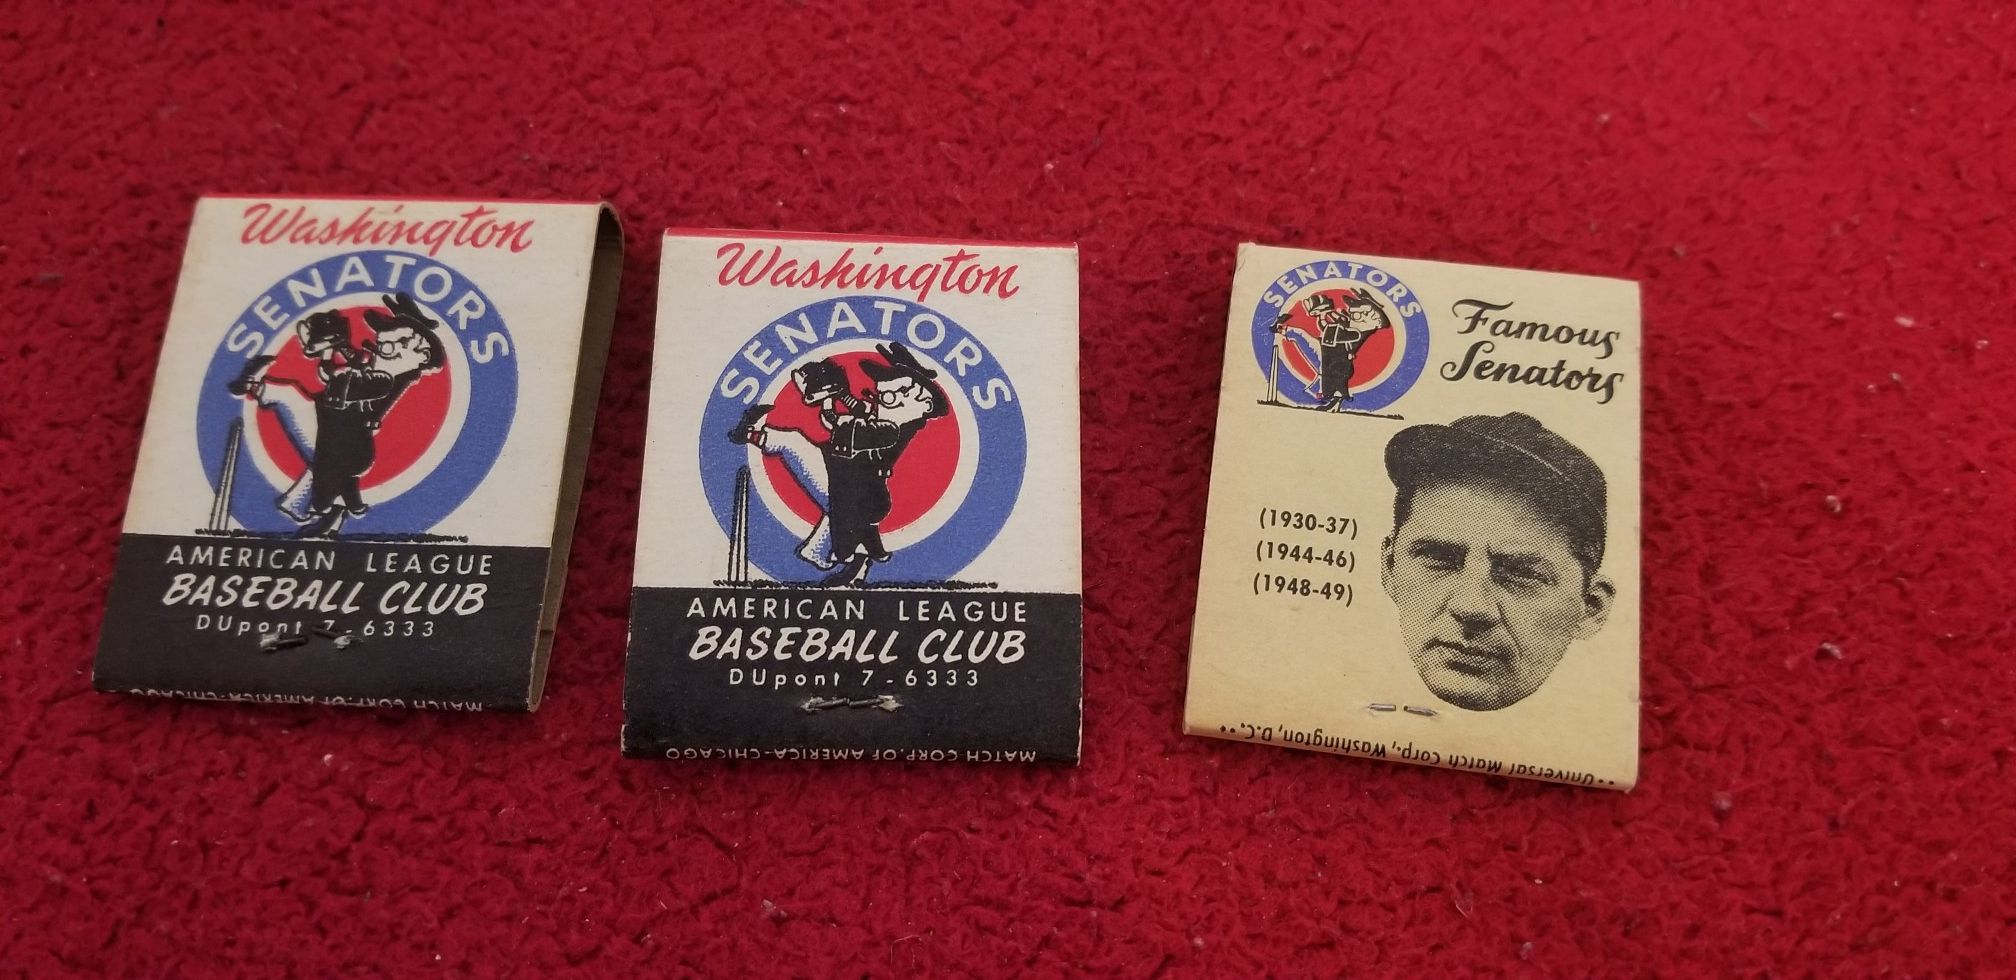 Washington
SENATORS
AMERICAN LEAGUE
BASEBALL CLUB
DUpont 7-6333
MATCH CORP. OF AMERICA-CHICAGO
Washington
SENATORS
AMERICAN LEAGUE
BASEBALL CLUB
DUpont 7-6333
MATCH CORP. OF AMERICA-CHICAGO
SENATORS
Famous
Senators
(1930-37)
(1944-46)
(1948-49)
••Universal Match Corp., Washington, D.C.••